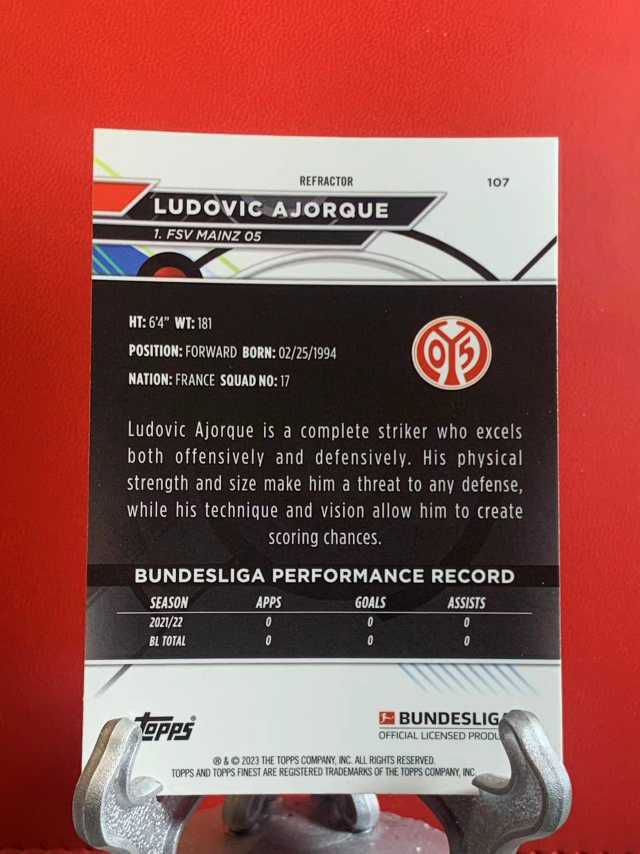 REFRACTOR
107
LUDOVIC AJORQUE
1. FSV MAINZ 05
HT: 6'4" WT: 181
POSITION: FORWARD BORN: 02/25/1994
NATION: FRANCE SQUAD NO: 17
05
Ludovic Ajorque is a complete striker who excels
both offensively and defensively. His physical
strength and size make him a threat to any defense,
while his technique and vision allow him to create
scoring chances.
BUNDESLIGA PERFORMANCE RECORD
SEASON APPS GOALS ASSISTS
2021/22 0 0 0
BL TOTAL 0 0 0
TOPPS®
BUNDESLIGA
OFFICIAL LICENSED PRODU
® & © 2023 THE TOPPS COMPANY, INC. ALL RIGHTS RESERVED.
TOPPS AND TOPPS FINEST ARE REGISTERED TRADEMARKS OF THE TOPPS COMPANY, INC